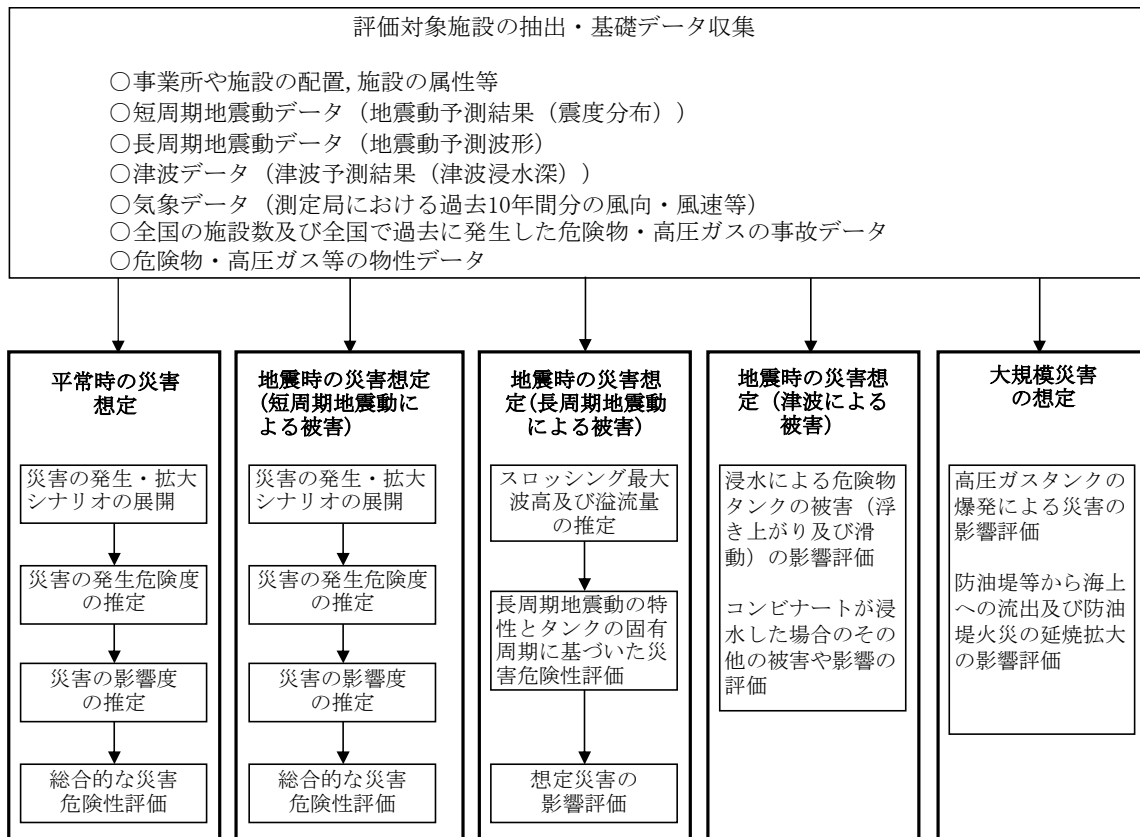 評価対象施設の抽出・基礎データ収集
○事業所や施設の配置, 施設の属性等
○短周期地震動データ（地震動予測結果（震度分布））
○長周期地震動データ（地震動予測波形）
○津波データ（津波予測結果（津波浸水深））
○気象データ（測定局における過去10年間分の風向・風速等）
○全国の施設数及び全国で過去に発生した危険物・高圧ガスの事故データ
○危険物・高圧ガス等の物性データ
平常時の災害
想定
災害の発生・拡大
シナリオの展開
災害の発生危険度
の推定
災害の影響度
の推定
総合的な災害
危険性評価
地震時の災害想定
(短周期地震動に
よる被害)
災害の発生・拡大
シナリオの展開
災害の発生危険度
の推定
災害の影響度
の推定
総合的な災害
危険性評価
地震時の災害想
定(長周期地震動
による被害)
スロッシング最大
波高及び溢流量
の推定
長周期地震動の特
性とタンクの固有
周期に基づいた災
害危険性評価
想定災害の
影響評価
地震時の災害想
定（津波による
被害）
浸水による危険物
タンクの被害（浮
き上がり及び滑
動）の影響評価
コンビナートが浸
水した場合のその
他の被害や影響の
評価
大規模災害
の想定
高圧ガスタンクの
爆発による災害の
影響評価
防油堤等から海上
への流出及び防油
堤火災の延焼拡大
の影響評価